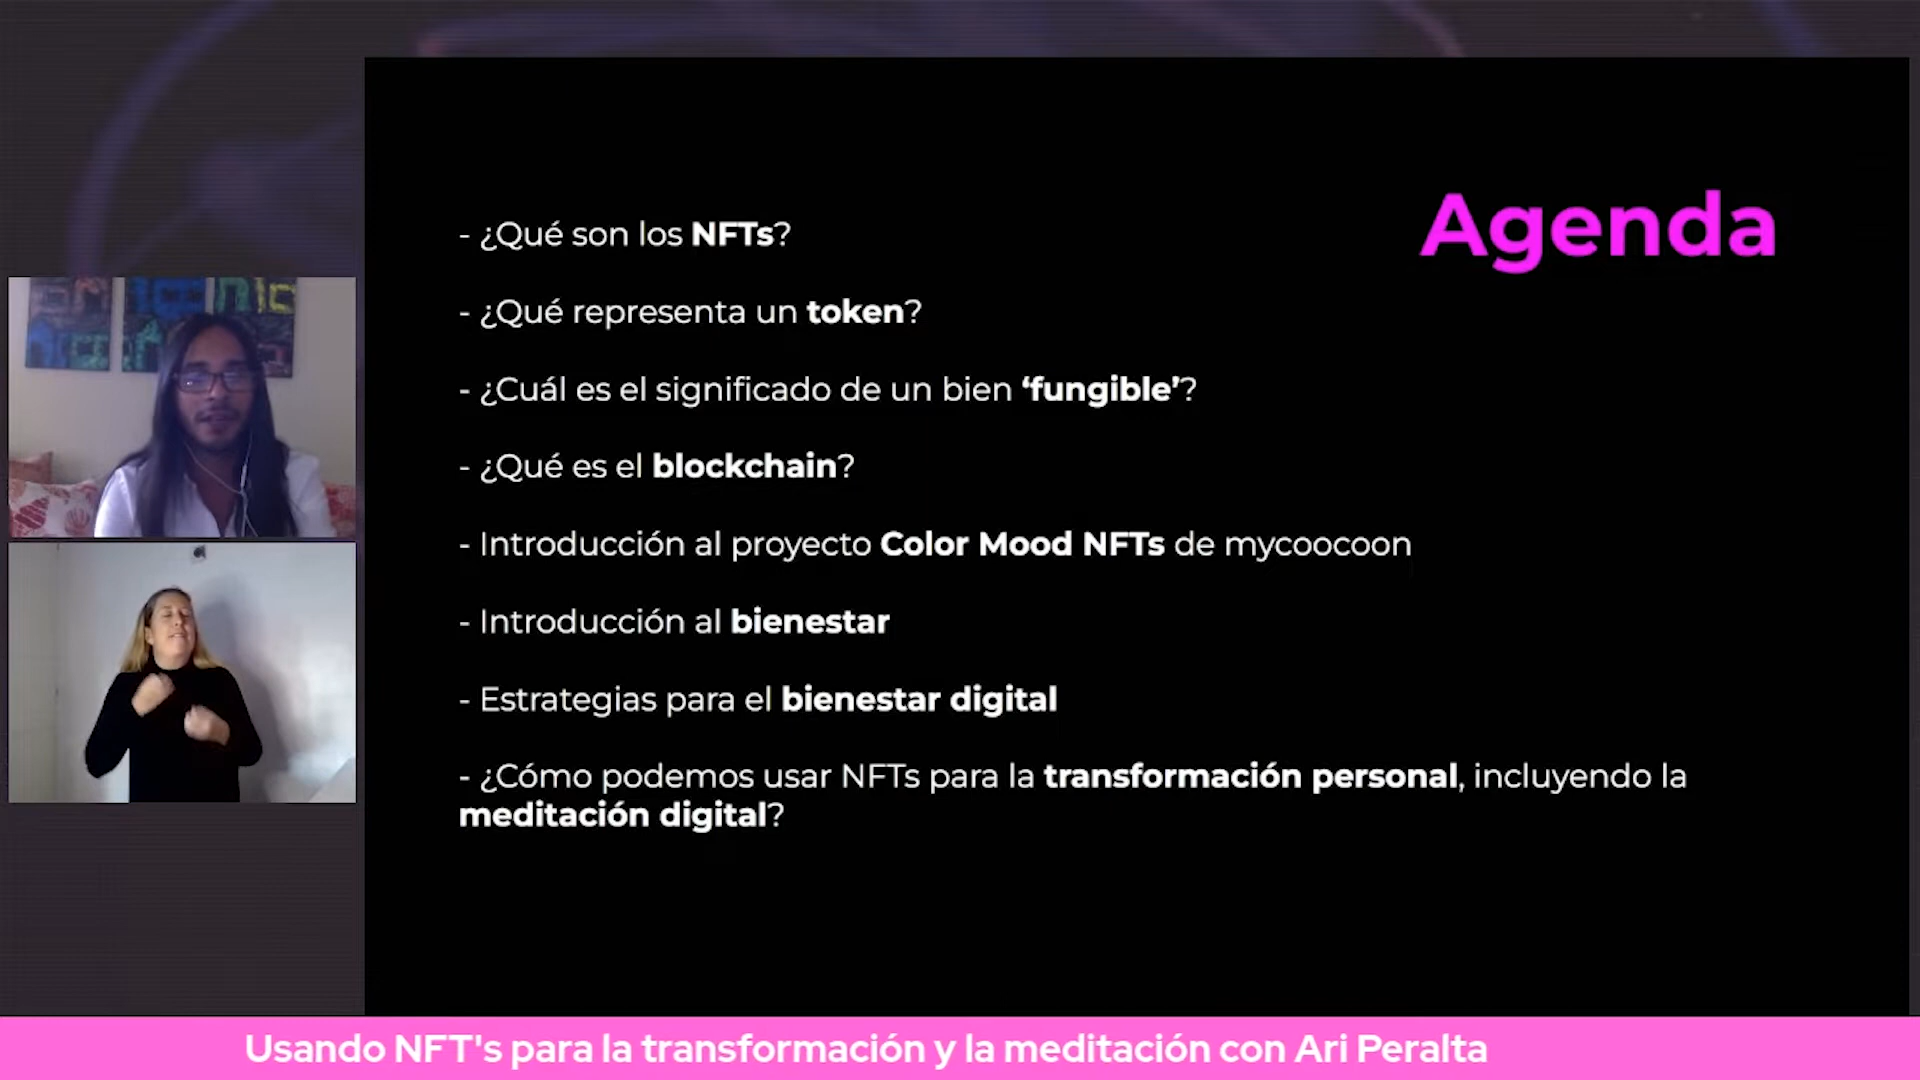 Agenda
- ¿Qué son los NFTs?
- ¿Qué representa un token?
- ¿Cuál es el significado de un bien ‘fungible’?
- ¿Qué es el blockchain?
- Introducción al proyecto Color Mood NFTs de mycoocoon
- Introducción al bienestar
- Estrategias para el bienestar digital
- ¿Cómo podemos usar NFTs para la transformación personal, incluyendo la
meditación digital?
Usando NFT's para la transformación y la meditación con Ari Peralta